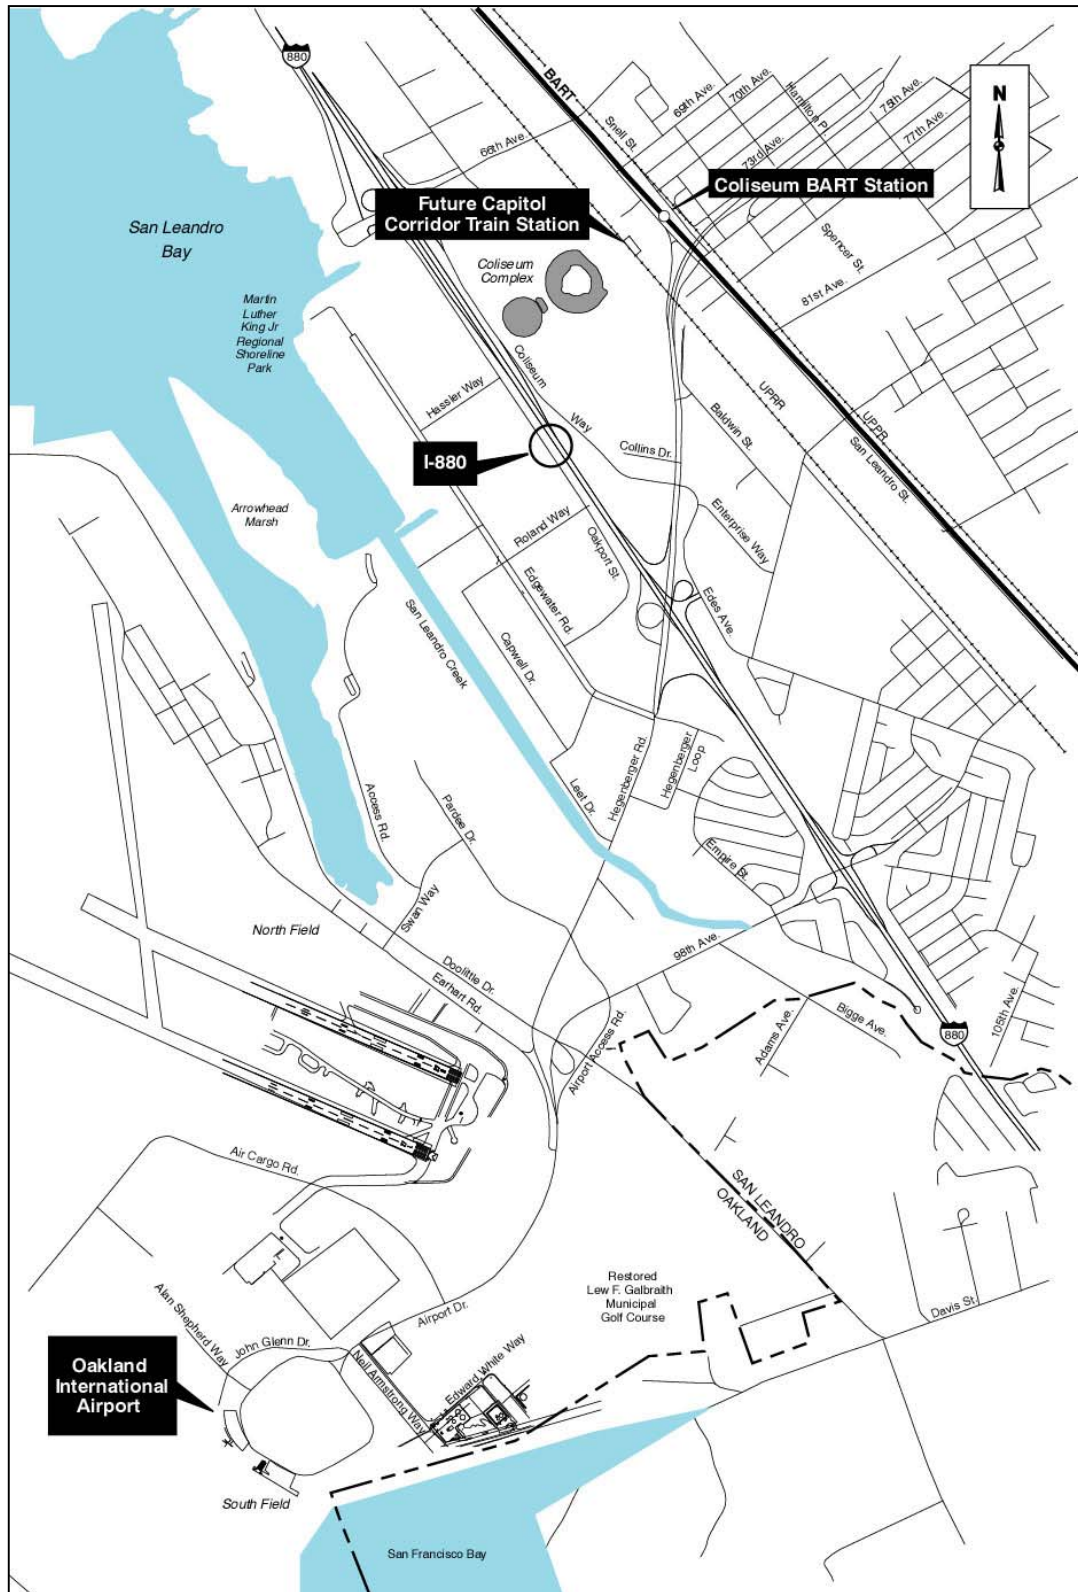 880
BART
69th Ave.
70th Ave.
Hamilton Pl
75th Ave.
77th Ave.
N
Snell St.
66th Ave.
73rd Ave.
Coliseum BART Station
Future Capitol
Corridor Train Station
San Leandro
Bay
Spencer St.
Coliseum
Complex
81st Ave.
Martin
Luther
King Jr
Regional
Shoreline
Park
Coliseum
Way
Hassler Way
UPRR
Baldwin St.
UPPR
San Leandro St.
Collins Dr.
I-880
Arrowhead
Marsh
Roland Way
Oakport St.
Enterprise Way
Edgewater Rd.
Edes Ave.
San Leandro Creek
Capwell Dr.
Hegenberger Rd.
Hegenberger
Loop
Leet Dr.
Access Rd.
Pardee Dr.
Empire St.
Swan Way
North Field
98th Ave.
Doolittle Dr.
Earhart Rd.
Airport Access Rd.
Adams Ave.
Bigge Ave.
105th Ave.
880
Air Cargo Rd.
SAN LEANDRO
OAKLAND
Restored
Lew F. Galbraith
Municipal
Golf Course
Davis St.
Alan Shepherd Way
Airport Dr.
John Glenn Dr.
Neil Armstrong Way
Edward White Way
Oakland
International
Airport
South Field
San Francisco Bay